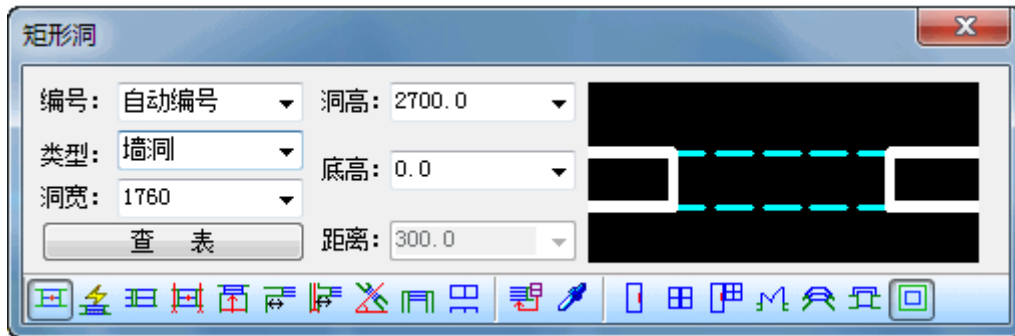 矩形洞
编号: 自动编号 洞高: 2700.0
类型: 墙洞
底高: 0.0
洞宽: 1760
查 表 距离: 300.0